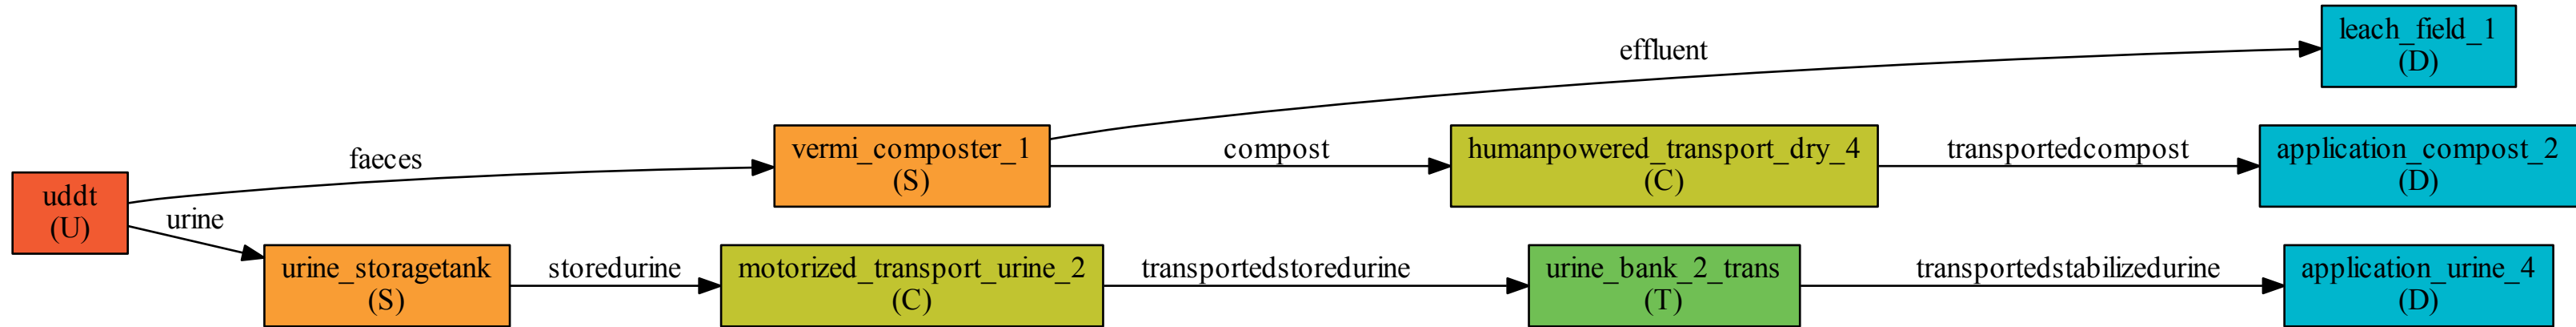 leach_field_1
(D)
effluent
vermi_composter_1
(S)
compost
humanpowered_transport_dry_4
(C)
transportedcompost
application_compost_2
(D)
faeces
uddt
(U)
urine
urine_storagetank
(S)
storedurine
motorized_transport_urine_2
(C)
transportedstoredurine
urine_bank_2_trans
(T)
transportedstabilizedurine
application_urine_4
(D)